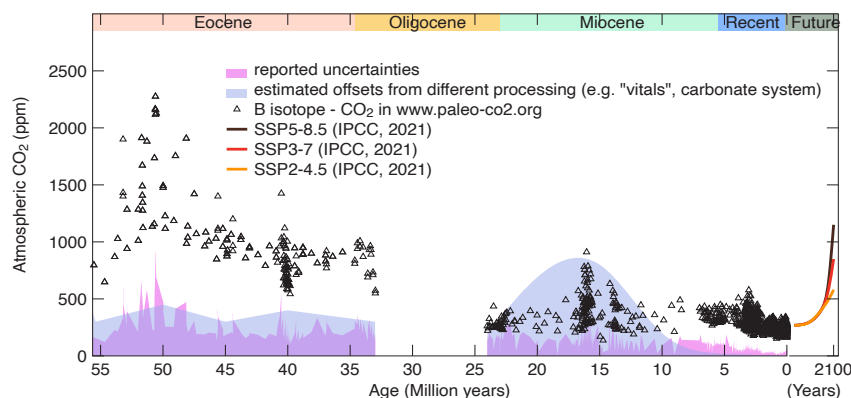 Eocene Oligocene Miocene Recent Future
2500
2000
1500
1000
500
0
Atmospheric CO2 (ppm)
reported uncertainties
estimated offsets from different processing (e.g. "vitals", carbonate system)
B isotope - CO2 in www.paleo-co2.org
SSP5-8.5 (IPCC, 2021)
SSP3-7 (IPCC, 2021)
SSP2-4.5 (IPCC, 2021)
55 50 45 40 35 30 25 20 15 10 5 0 2100
Age (Million years) (Years)